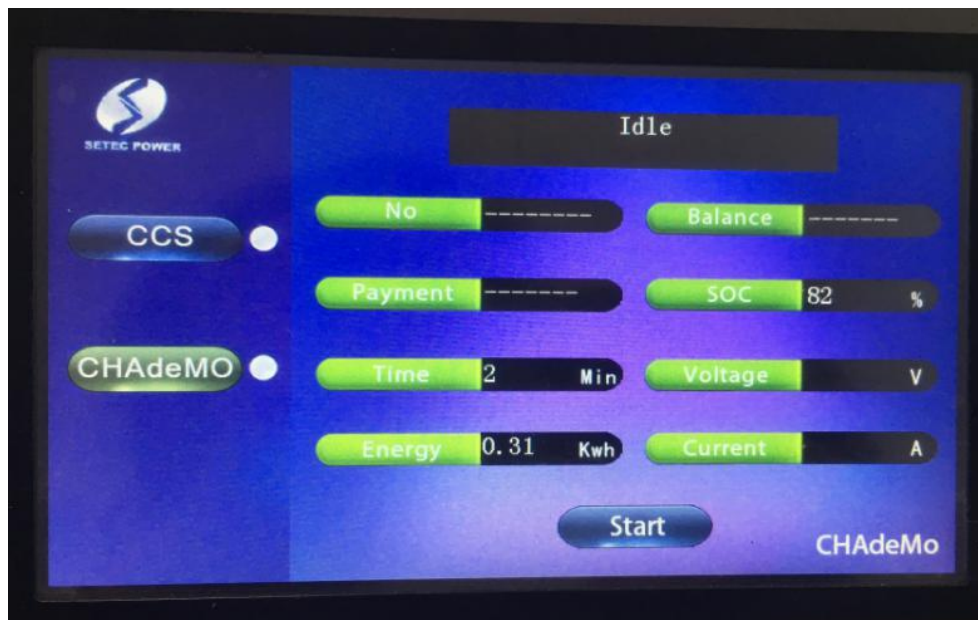 SETEC POWER
Idle
CCS
No --------
Balance -------
Payment -------
SOC 82 %
CHAdeMO
Time 2 Min
Voltage V
Energy 0.31 Kwh
Current A
Start
CHAdeMo